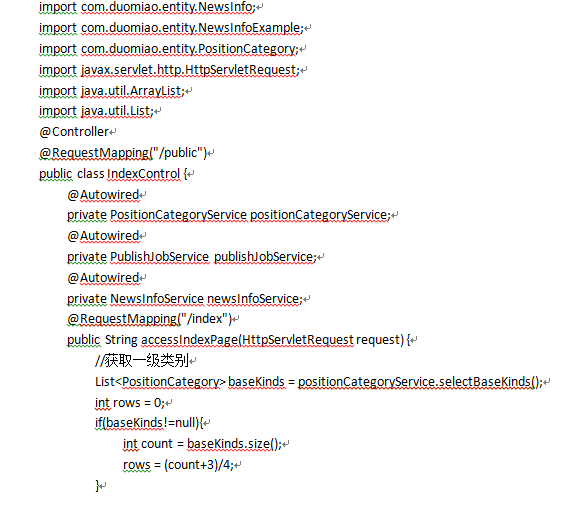 import com.duomiao.entity.NewsInfo;
import com.duomiao.entity.NewsInfoExample;
import com.duomiao.entity.PositionCategory;
import javax.servlet.http.HttpServletRequest;
import java.util.ArrayList;
import java.util.List;
@Controller
@RequestMapping("/public")
public class IndexControl {
@Autowired
private PositionCategoryService positionCategoryService;
@Autowired
private PublishJobService publishJobService;
@Autowired
private NewsInfoService newsInfoService;
@RequestMapping("/index")
public String accessIndexPage(HttpServletRequest request) {
//获取一级类别
List<PositionCategory> baseKinds = positionCategoryService.selectBaseKinds();
int rows = 0;
if(baseKinds!=null){
int count = baseKinds.size();
rows = (count+3)/4;
}